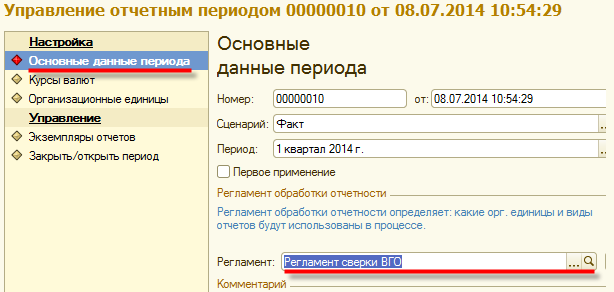 Управление отчетным периодом 00000010 от 08.07.2014 10:54:29
Настройка
Основные данные периода
Курсы валют
Организационные единицы
Управление
Экземпляры отчетов
Закрыть/открыть период
Основные
данные периода
Номер: 00000010 от: 08.07.2014 10:54:29
Сценарий: Факт ...
Период: 1 квартал 2014 г. ...
Первое применение
Регламент обработки отчетности
Регламент обработки отчетности определяет: какие орг. единицы и виды
отчетов будут использованы в процессе.
Регламент: Регламент сверки ВГО ...
Комментарий